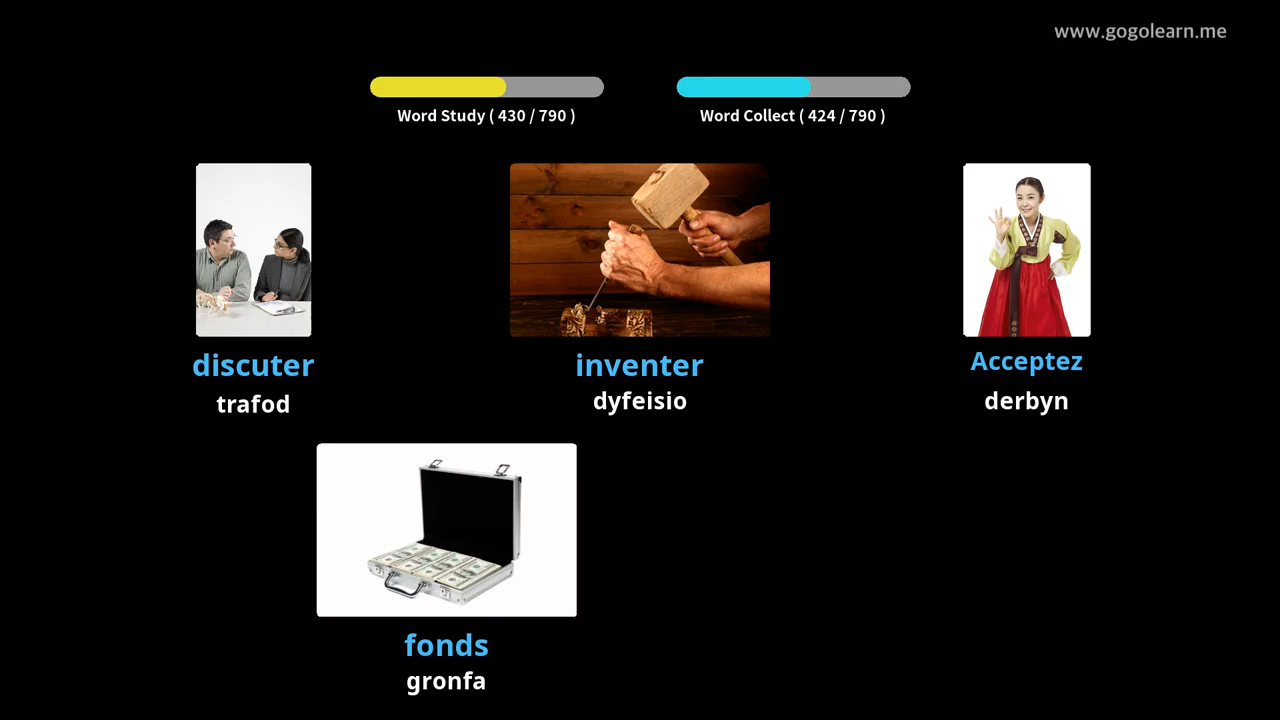 www.gogolearn.me
Word Study ( 430 / 790 )
Word Collect ( 424 / 790 )
discuter
trafod
inventer
dyfeisio
Acceptez
derbyn
fonds
gronfa